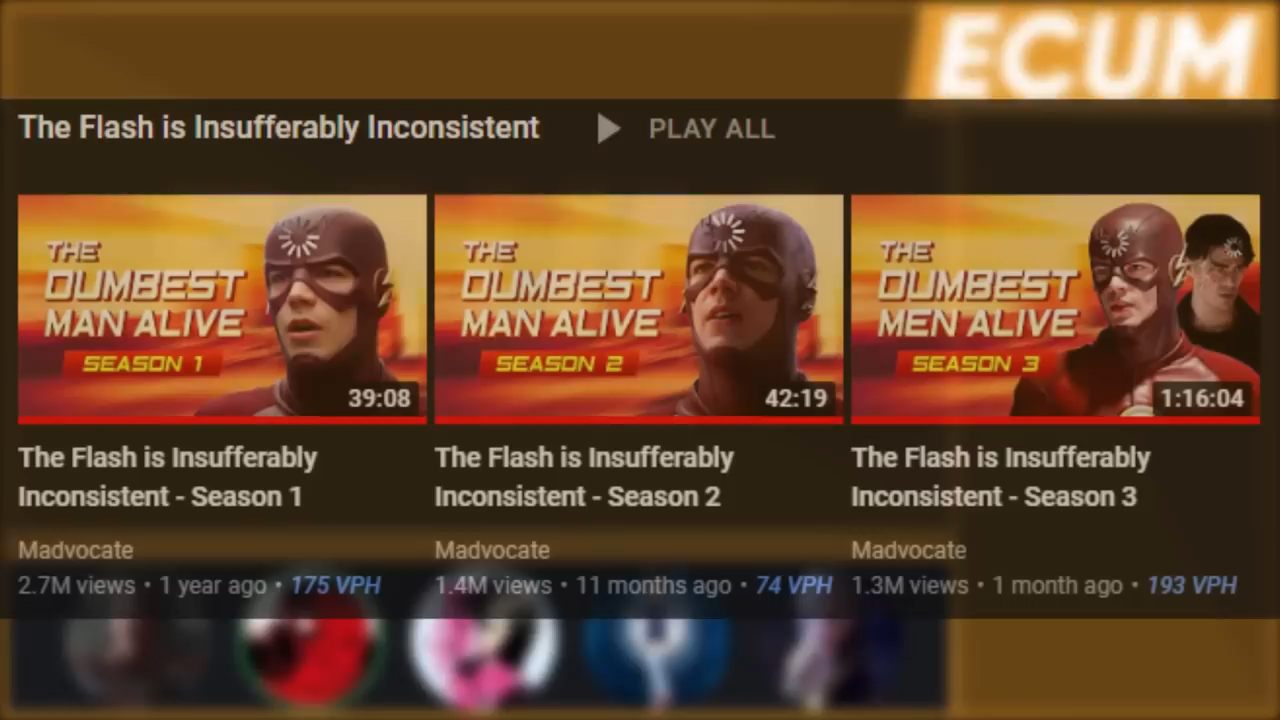 ECUM
The Flash is Insufferably Inconsistent
PLAY ALL
THE
DUMBEST
MAN ALIVE
SEASON 1
39:08
THE
DUMBEST
MAN ALIVE
SEASON 2
42:19
THE
DUMBEST
MEN ALIVE
SEASON 3
1:16:04
The Flash is Insufferably
Inconsistent - Season 1
Madvocate
2.7M views • 1 year ago • 175 VPH
The Flash is Insufferably
Inconsistent - Season 2
Madvocate
1.4M views • 11 months ago • 74 VPH
The Flash is Insufferably
Inconsistent - Season 3
Madvocate
1.3M views • 1 month ago • 193 VPH